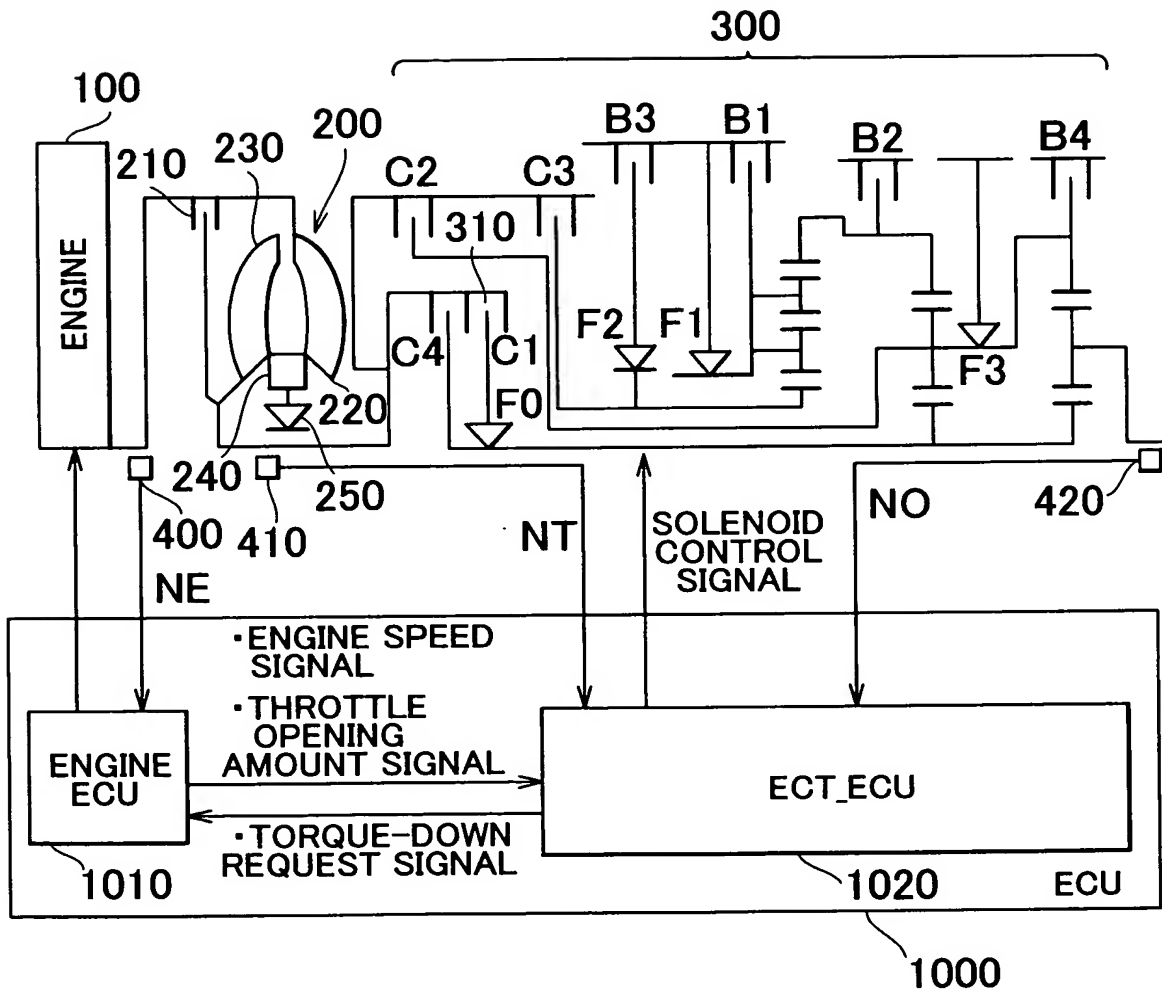 300
100
200
230
210
B3
B1
B2
B4
C2
C3
310
ENGINE
F2
F1
C4
C1
F3
F0
220
240
250
400
410
420
NT
SOLENOID
CONTROL
SIGNAL
NO
NE
・ENGINE SPEED
SIGNAL
・THROTTLE
OPENING
AMOUNT SIGNAL
ENGINE
ECU
ECT_ECU
・TORQUE-DOWN
REQUEST SIGNAL
1010
1020
ECU
1000